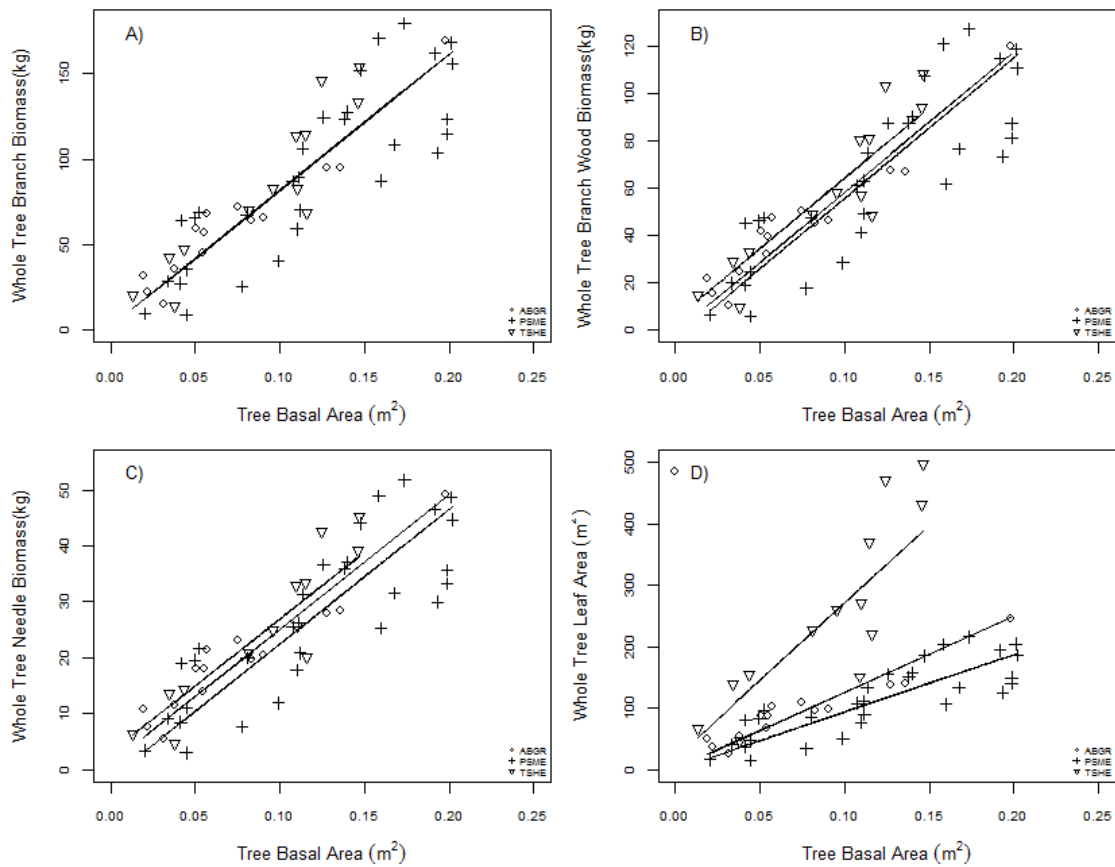 A)
Whole Tree Branch Biomass(kg)
150
100
50
0
ABGR
PSME
TSHE
0.00 0.05 0.10 0.15 0.20 0.25
Tree Basal Area (m²)
B)
Whole Tree Branch Wood Biomass(kg)
120
100
80
60
40
20
0
ABGR
PSME
TSHE
0.00 0.05 0.10 0.15 0.20 0.25
Tree Basal Area (m²)
C)
Whole Tree Needle Biomass(kg)
50
40
30
20
10
0
ABGR
PSME
TSHE
0.00 0.05 0.10 0.15 0.20 0.25
Tree Basal Area (m²)
D)
Whole Tree Leaf Area (m²)
500
400
300
200
100
0
ABGR
PSME
TSHE
0.00 0.05 0.10 0.15 0.20 0.25
Tree Basal Area (m²)